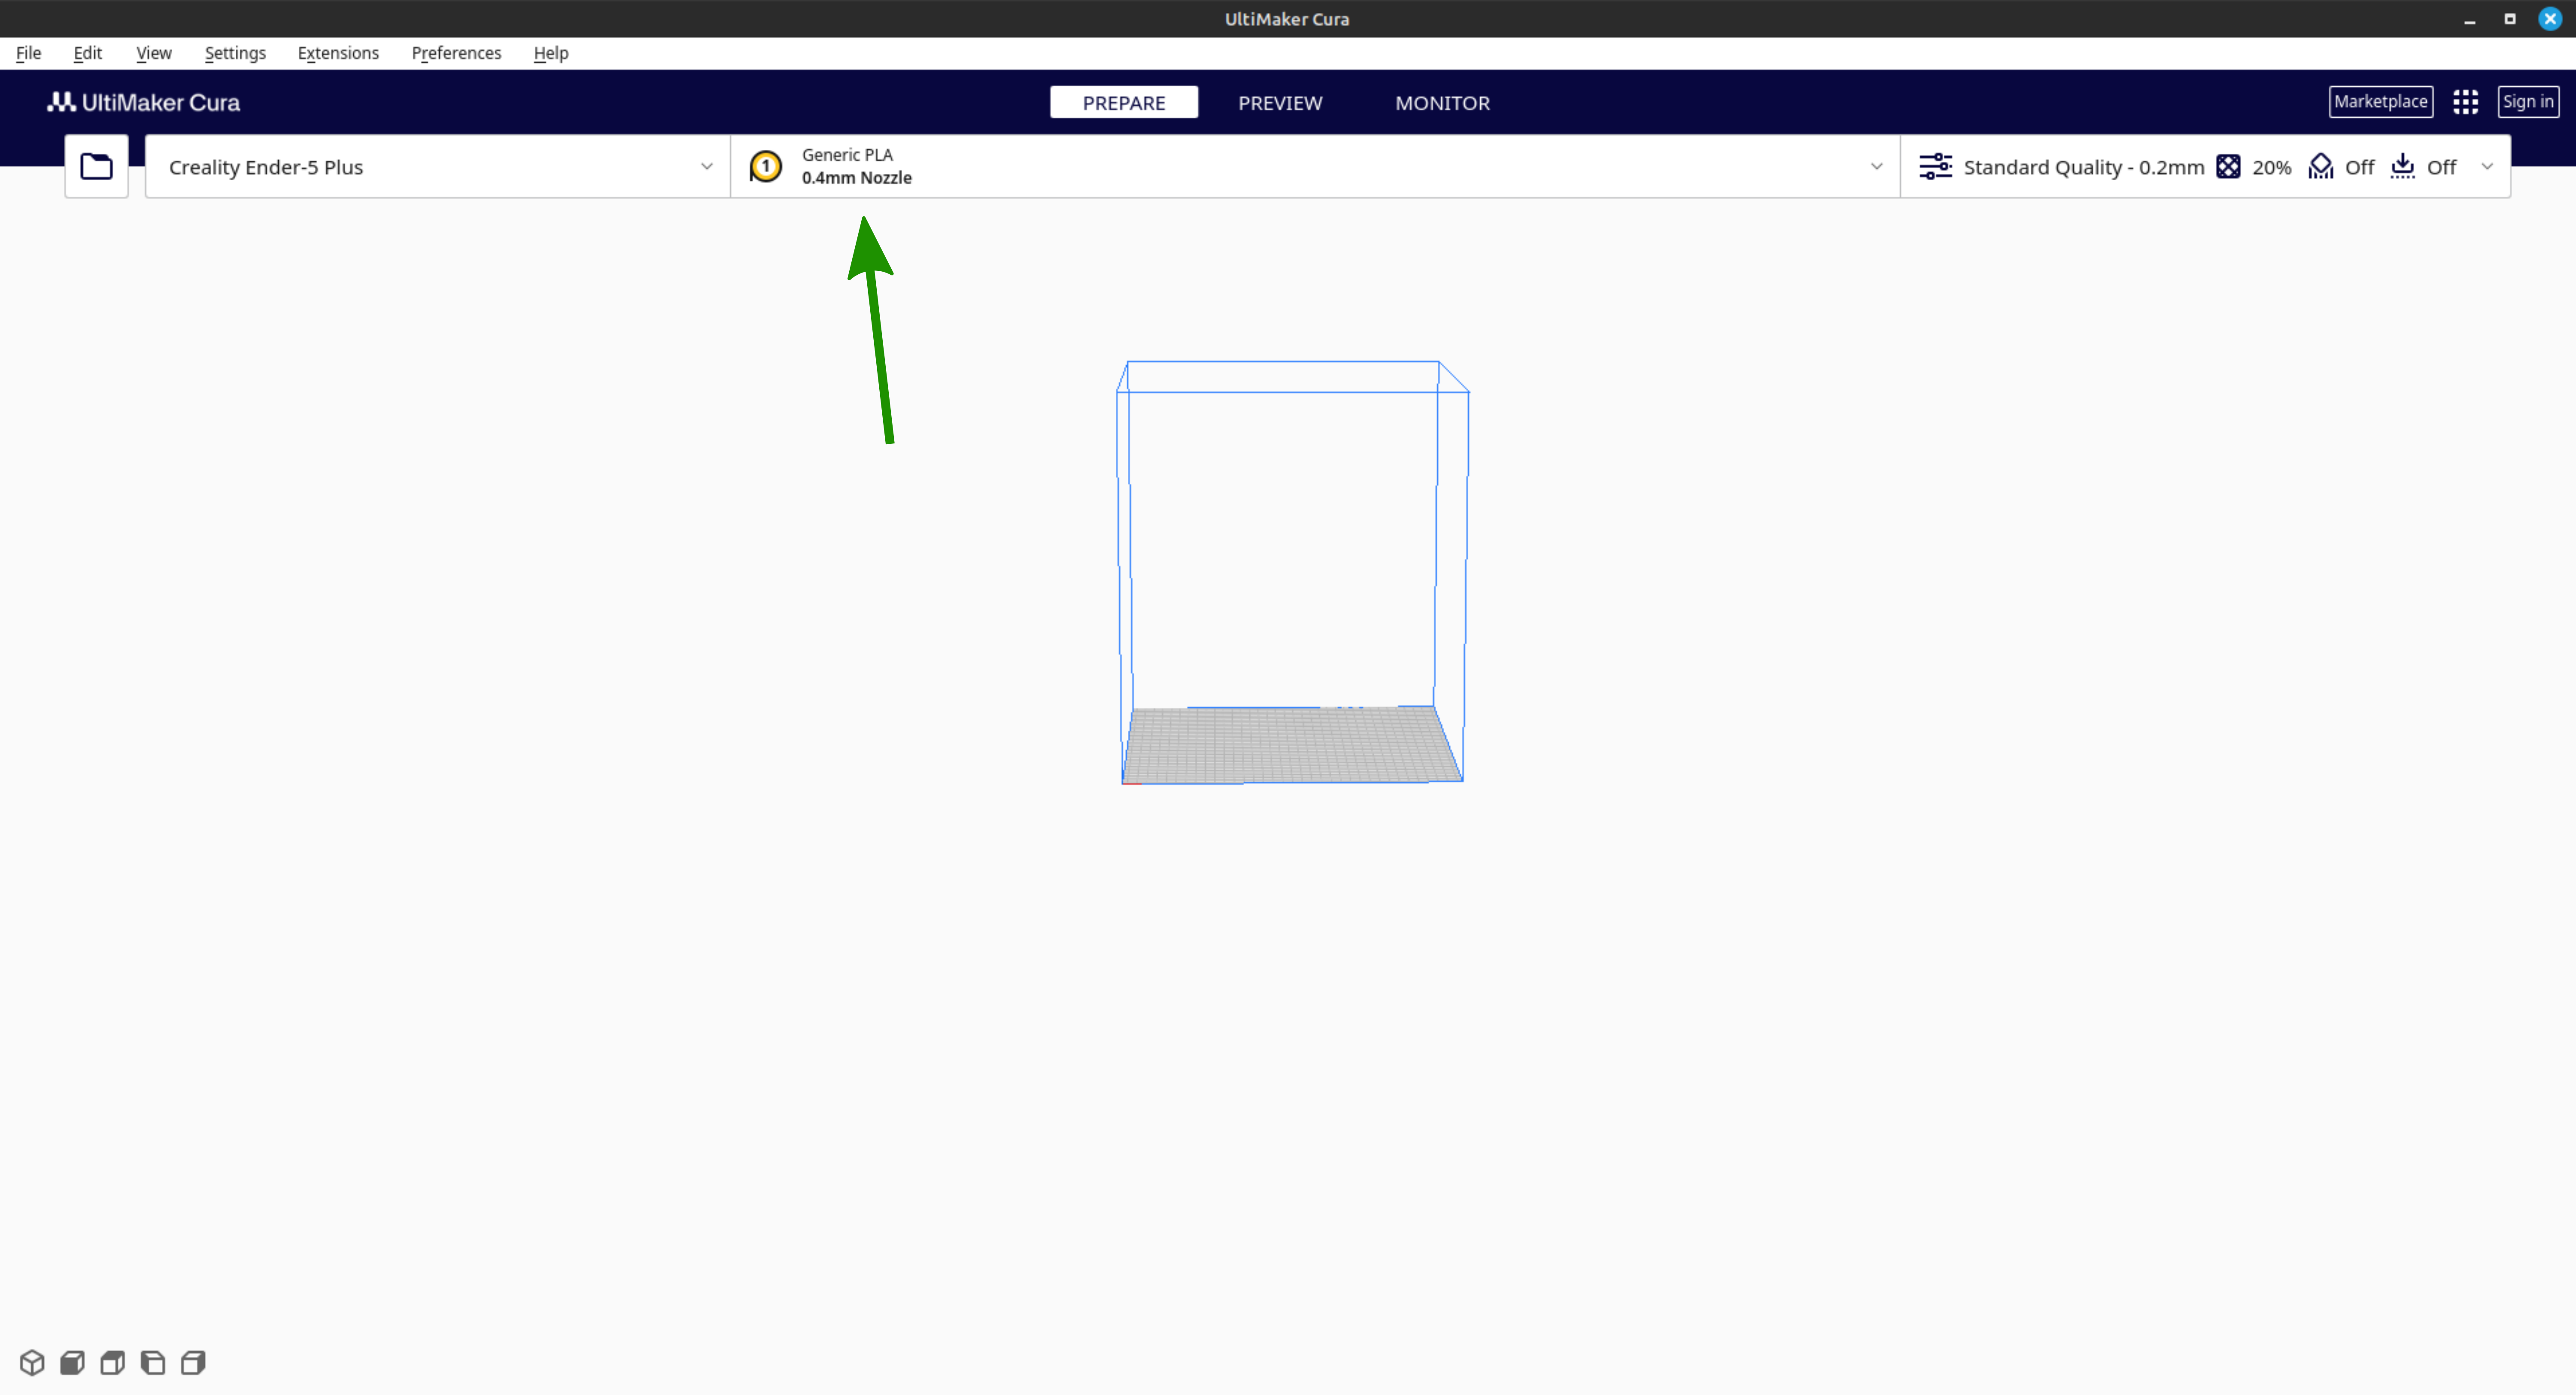 UltiMaker Cura
File Edit View Settings Extensions Preferences Help
UltiMaker Cura PREPARE PREVIEW MONITOR Marketplace Sign in
Creality Ender-5 Plus
1
Generic PLA
0.4mm Nozzle
Standard Quality - 0.2mm 20% Off Off